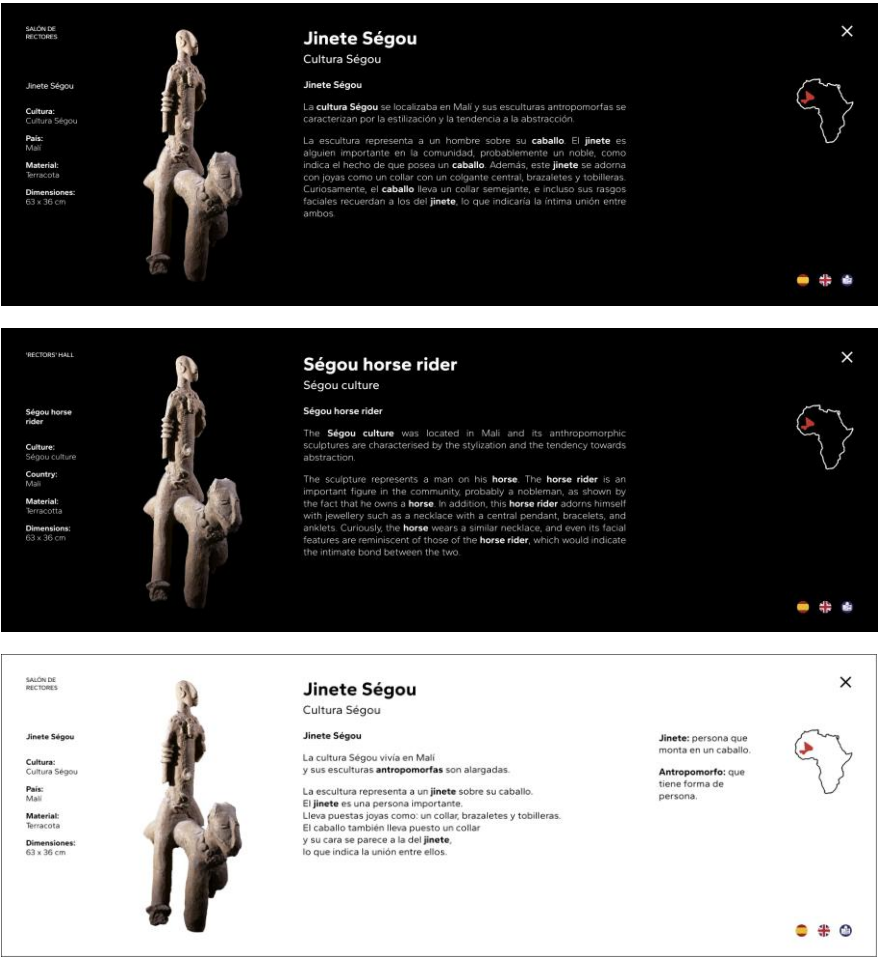 SALÓN DE
RECTORES
Jinete Ségou
Cultura:
Cultura Ségou
País:
Malí
Material:
Terracota
Dimensiones:
63 x 36 cm
Jinete Ségou
Cultura Ségou
Jinete Ségou
La cultura Ségou se localizaba en Malí y sus esculturas antropomorfas se
caracterizan por la estilización y la tendencia a la abstracción.
La escultura representa a un hombre sobre su caballo. El jinete es
alguien importante en la comunidad, probablemente un noble, como
indica el hecho de que posea un caballo. Además, este jinete se adorna
con joyas como un collar con un colgante central, brazaletes y tobilleras.
Curiosamente, el caballo lleva un collar semejante, e incluso sus rasgos
faciales recuerdan a los del jinete, lo que indicaría la íntima unión entre
ambos.
'RECTORS' HALL
Ségou horse
rider
Culture:
Ségou culture
Country:
Mali
Material:
Terracotta
Dimensions:
63 x 36 cm
Ségou horse rider
Ségou culture
Ségou horse rider
The Ségou culture was located in Mali and its anthropomorphic
sculptures are characterised by the stylization and the tendency towards
abstraction.
The sculpture represents a man on his horse. The horse rider is an
important figure in the community, probably a nobleman, as shown by
the fact that he owns a horse. In addition, this horse rider adorns himself
with jewellery such as a necklace with a central pendant, bracelets, and
anklets. Curiously, the horse wears a similar necklace, and even its facial
features are reminiscent of those of the horse rider, which would indicate
the intimate bond between the two.
SALÓN DE
RECTORES
Jinete Ségou
Cultura:
Cultura Ségou
País:
Malí
Material:
Terracota
Dimensiones:
63 x 36 cm
Jinete Ségou
Cultura Ségou
Jinete Ségou
La cultura Ségou vivía en Malí
y sus esculturas antropomorfas son alargadas.
La escultura representa a un jinete sobre su caballo.
El jinete es una persona importante.
Lleva puestas joyas como: un collar, brazaletes y tobilleras.
El caballo también lleva puesto un collar
y su cara se parece a la del jinete,
lo que indica la unión entre ellos.
Jinete: persona que
monta en un caballo.
Antropomorfo: que
tiene forma de
persona.